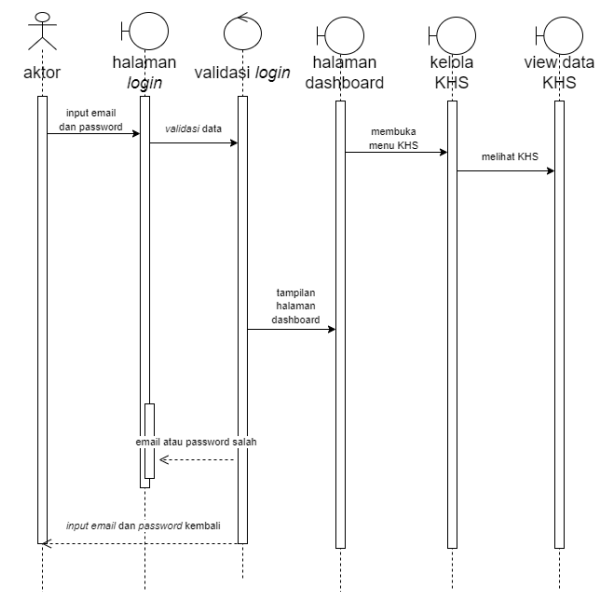 aktor
halaman
login
validasi login
halaman
dashboard
kelola
KHS
view data
KHS
input email
dan password
validasi data
membuka
menu KHS
melihat KHS
tampilan
halaman
dashboard
email atau password salah
input email dan password kembali